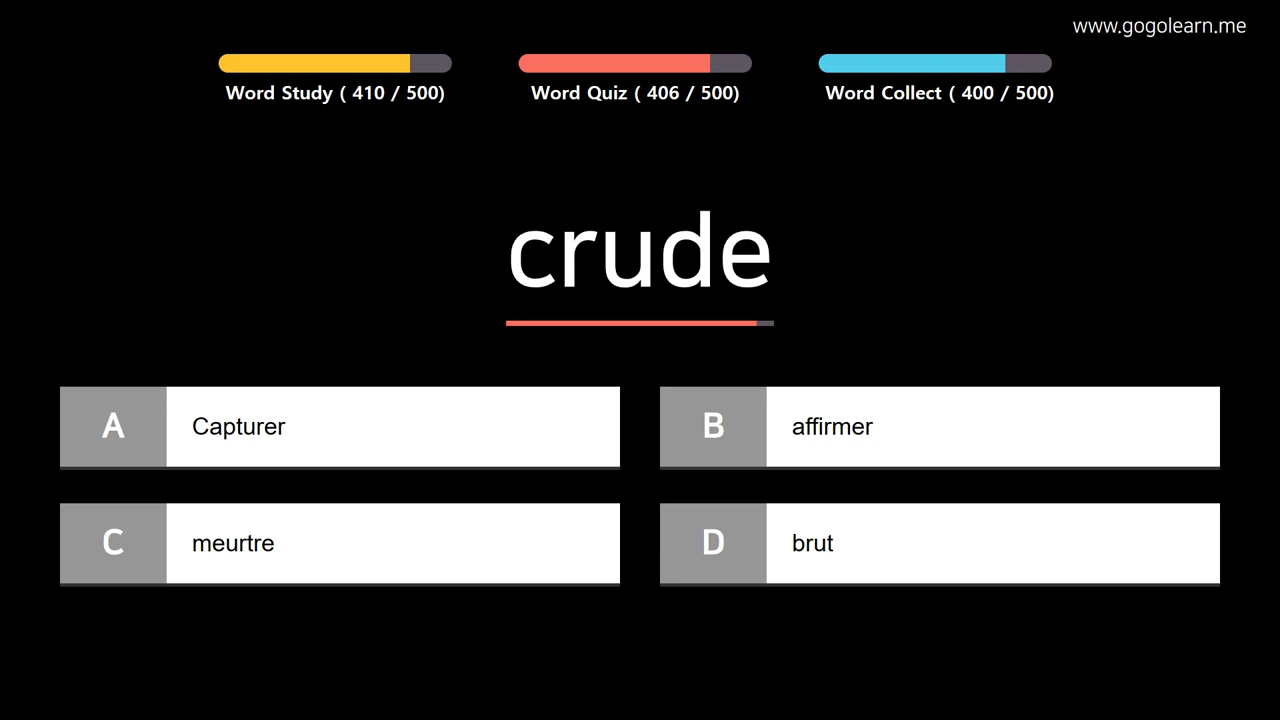 www.gogolearn.me
Word Study ( 410 / 500)
Word Quiz ( 406 / 500)
Word Collect ( 400 / 500)
crude
A
Capturer
B
affirmer
C
meurtre
D
brut